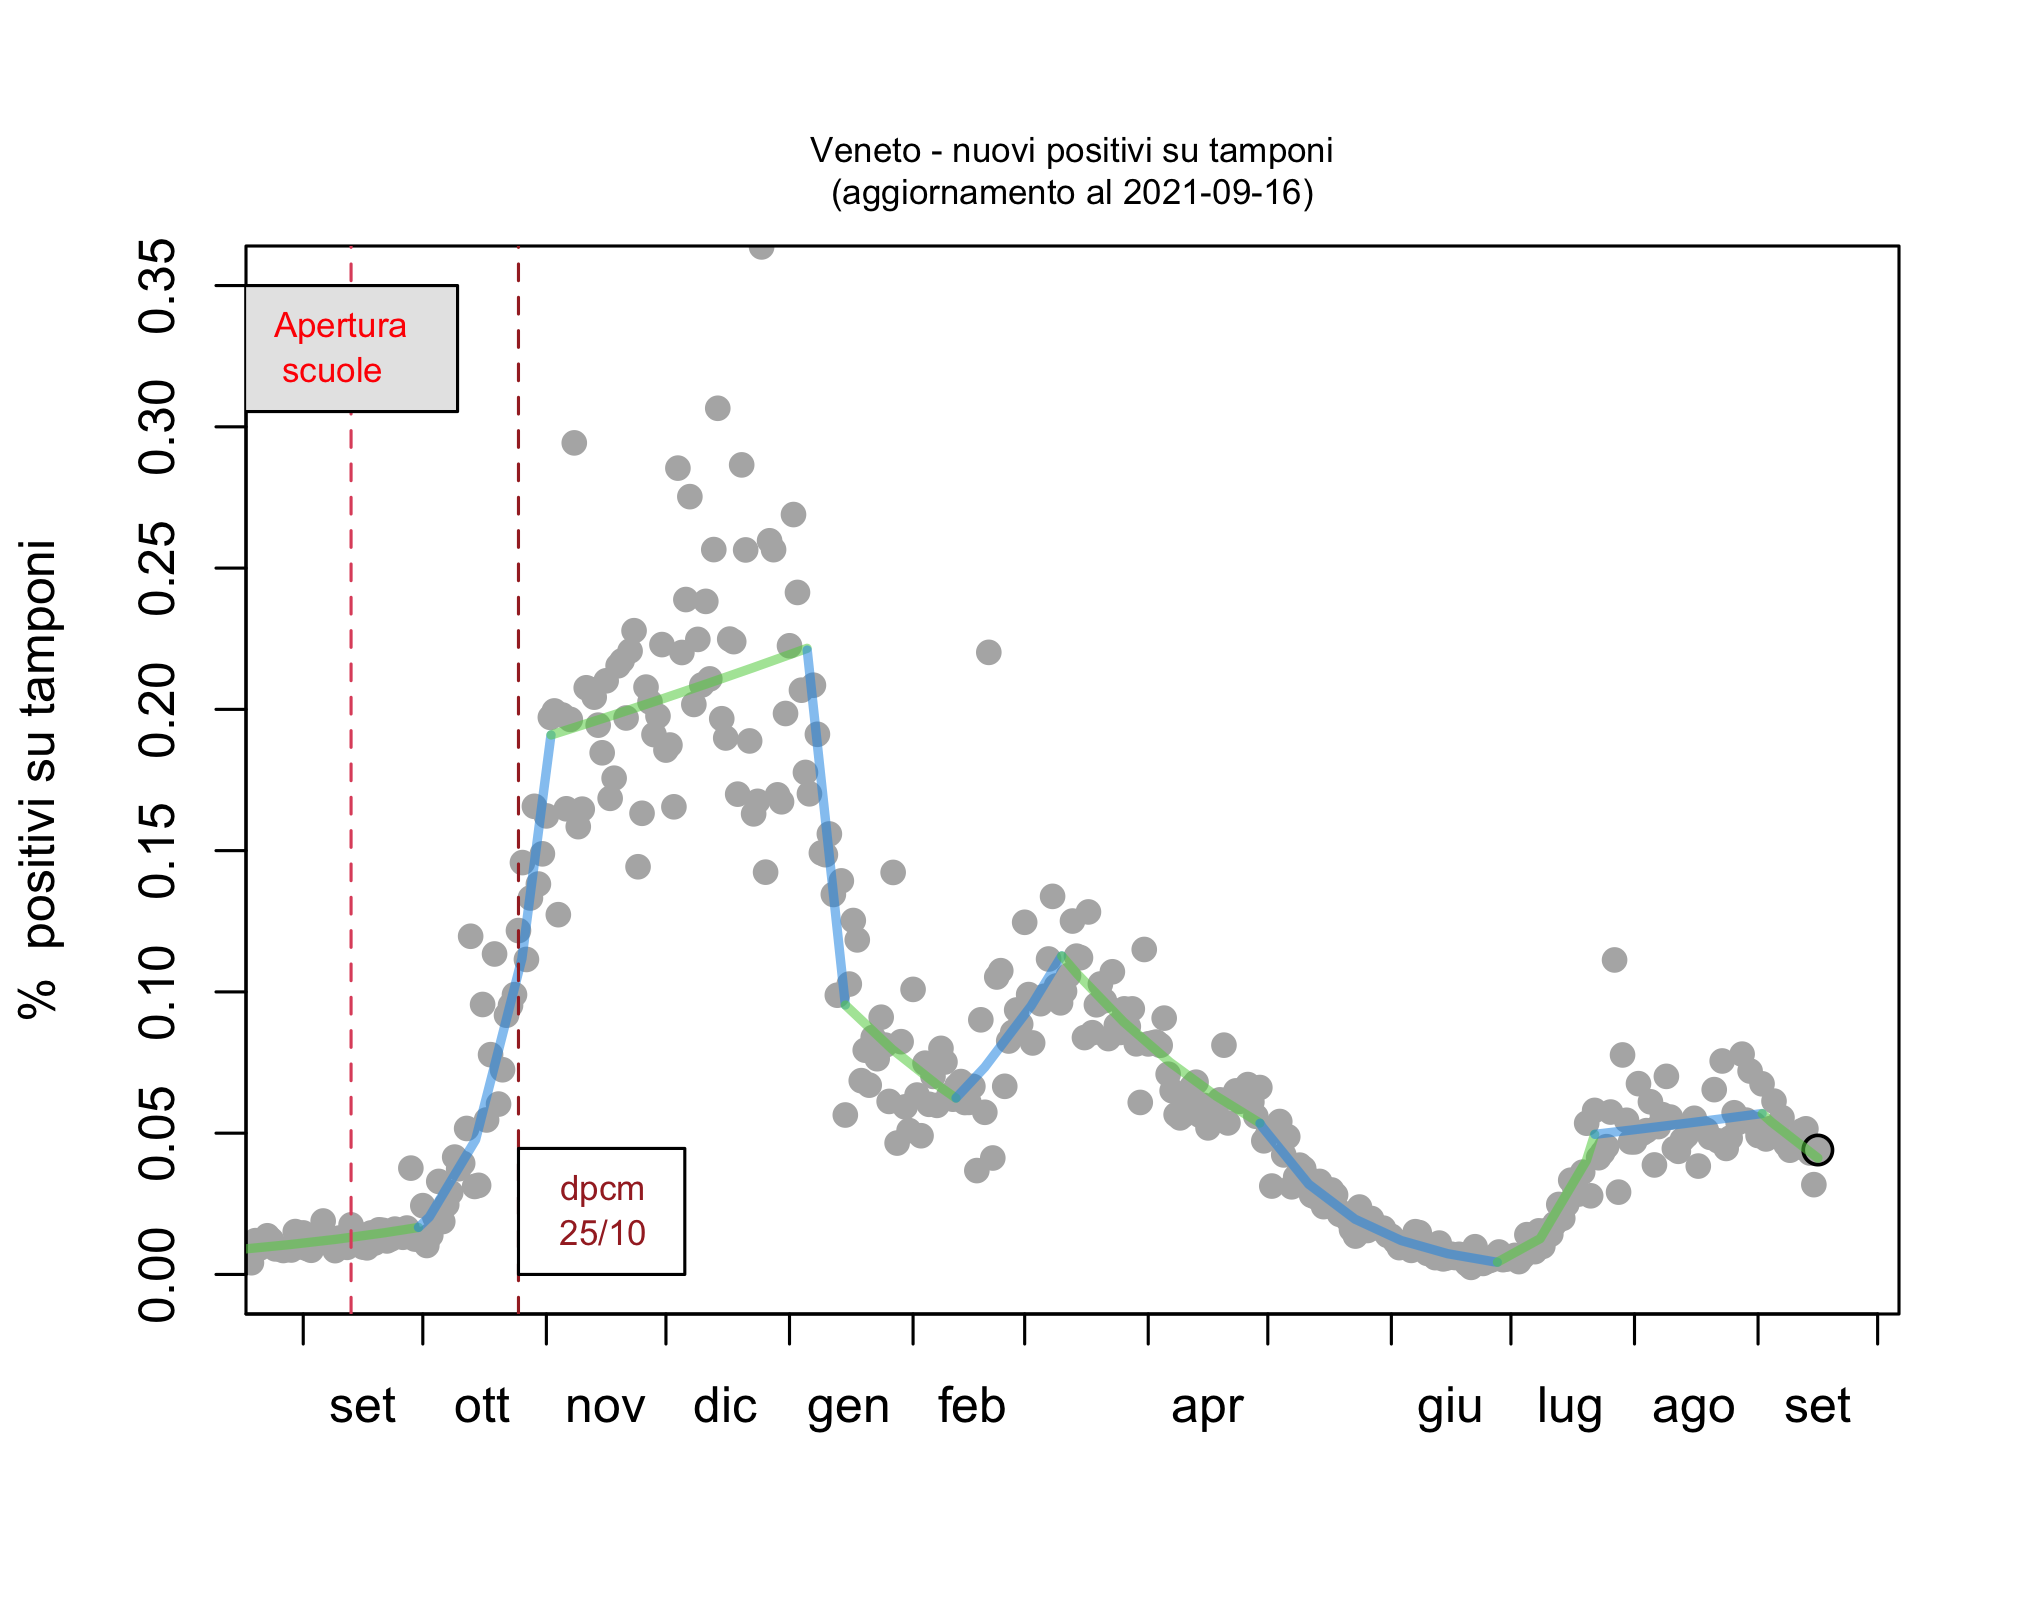 Veneto - nuovi positivi su tamponi
(aggiornamento al 2021-09-16)
% positivi su tamponi
0.35
0.30
0.25
0.20
0.15
0.10
0.05
0.00
Apertura
scuole
dpcm
25/10
set ott nov dic gen feb apr giu lug ago set